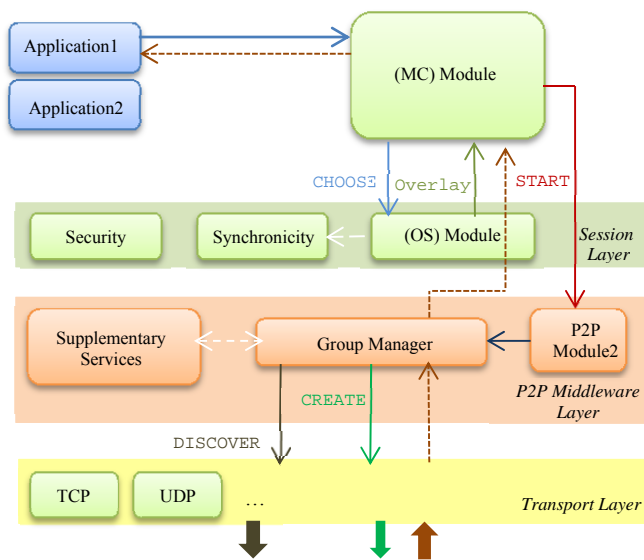 Application1
(MC) Module
Application2
CHOOSE
Overlay
START
Security
Synchronicity
(OS) Module
Session
Layer
Supplementary
Services
Group Manager
P2P
Module2
P2P Middleware
Layer
CREATE
DISCOVER
TCP
UDP
...
Transport Layer